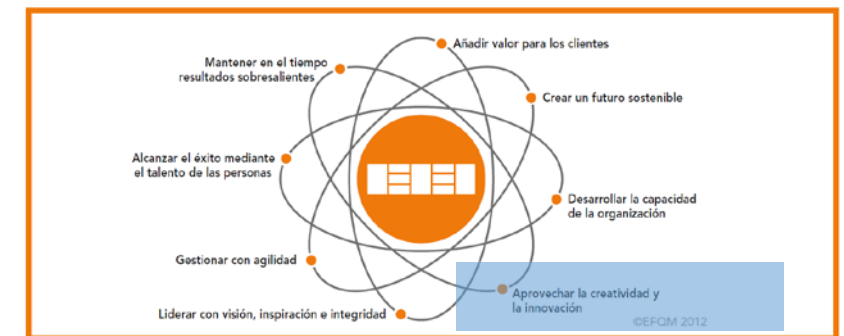 Añadir valor para los clientes
Mantener en el tiempo
resultados sobresalientes
Crear un futuro sostenible
Alcanzar el éxito mediante
el talento de las personas
Desarrollar la capacidad
de la organización
Gestionar con agilidad
Aprovechar la creatividad y
la innovación
Liderar con visión, inspiración e integridad
©EFQM 2012